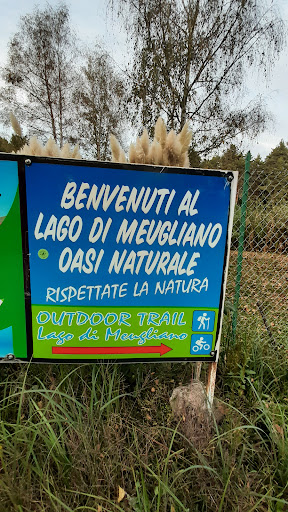 BENVENUTI AL
LAGO DI MEUGLIANO
OASI NATURALE
RISPETTATE LA NATURA
OUTDOOR TRAIL
Lago di Meugliano